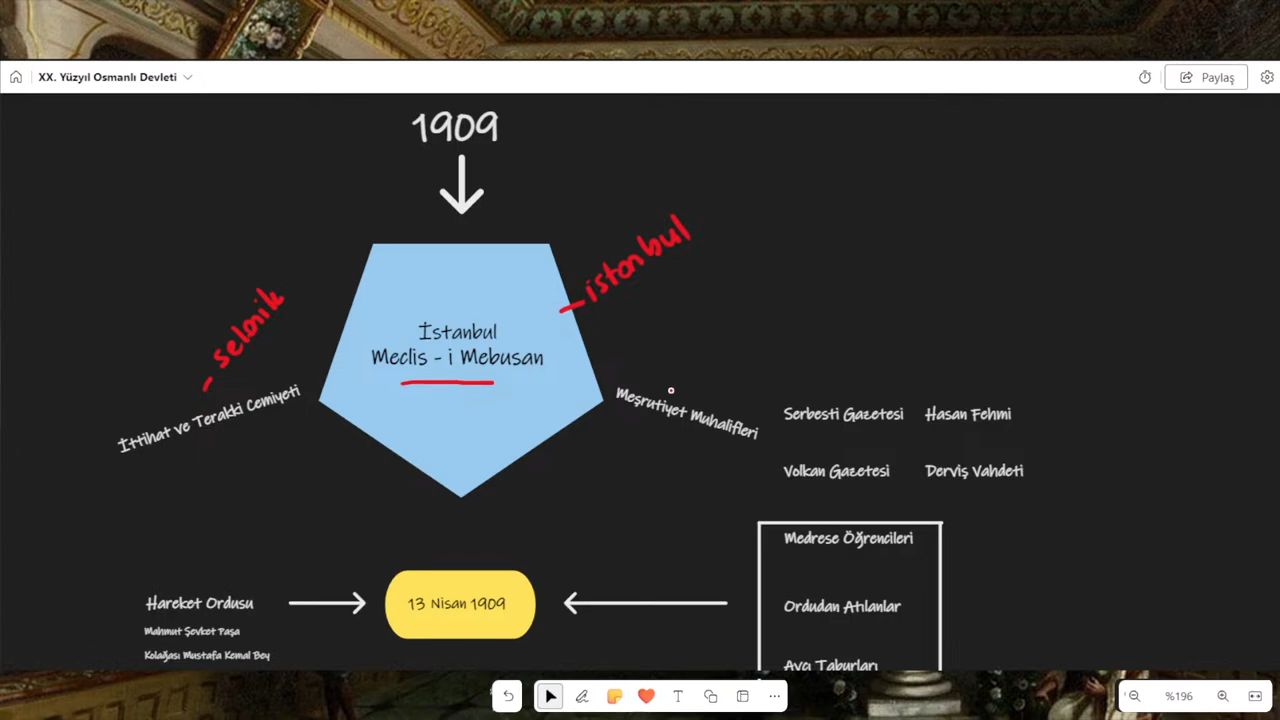 XX. Yüzyıl Osmanlı Devleti
Paylaş
1909
istanbul
selanik
İstanbul
Meclis - i Mebusan
İttihat ve Terakki Cemiyeti
Meşrutiyet Muhalifleri
Serbesti Gazetesi Hasan Fehmi
Volkan Gazetesi Derviş Vahdeti
Medrese Öğrencileri
Hareket Ordusu
13 Nisan 1909
Ordudan Atılanlar
Mahmut Şevket Paşa
Kolağası Mustafa Kemal Bey
Avcı Taburları
%196